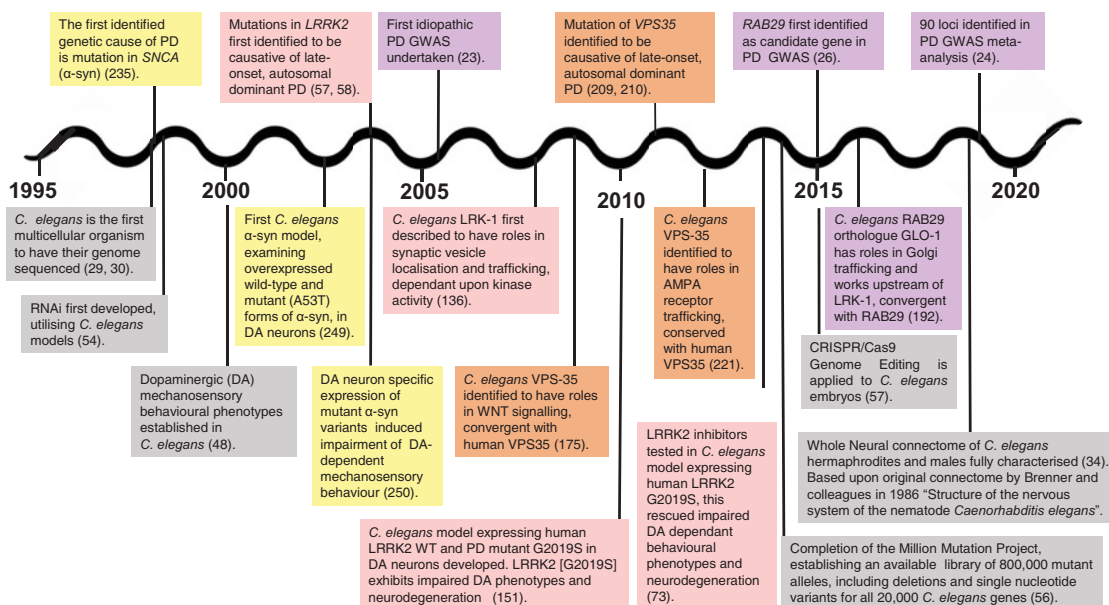 The first identified
genetic cause of PD
is mutation in SNCA
(α-syn) (235).
Mutations in LRRK2
first identified to be
causative of late-
onset, autosomal
dominant PD (57, 58).
First idiopathic
PD GWAS
undertaken (23).
Mutation of VPS35
identified to be
causative of late-onset,
autosomal dominant
PD (209, 210).
RAB29 first identified
as candidate gene in
PD GWAS (26).
90 loci identified in
PD GWAS meta-
analysis (24).
1995
2000
2005
2010
2015
2020
C. elegans is the first
multicellular organism
to have their genome
sequenced (29, 30).
RNAi first developed,
utilising C. elegans
models (54).
Dopaminergic (DA)
mechanosensory
behavioural phenotypes
established in
C. elegans (48).
First C. elegans
α-syn model,
examining
overexpressed
wild-type and
mutant (A53T)
forms of α-syn, in
DA neurons (249).
DA neuron specific
expression of
mutant α-syn
variants induced
impairment of DA-
dependent
mechanosensory
behaviour (250).
C. elegans LRK-1 first
described to have roles in
synaptic vesicle
localisation and trafficking,
dependant upon kinase
activity (136).
C. elegans VPS-35
identified to have roles
in WNT signalling,
convergent with
human VPS35 (175).
C. elegans model expressing human
LRRK2 WT and PD mutant G2019S in
DA neurons developed. LRRK2 [G2019S]
exhibits impaired DA phenotypes and
neurodegeneration (151).
C. elegans
VPS-35
identified to
have roles in
AMPA
receptor
trafficking,
conserved
with human
VPS35 (221).
LRRK2 inhibitors
tested in C. elegans
model expressing
human LRRK2
G2019S, this
rescued impaired
DA dependant
behavioural
phenotypes and
neurodegeneration
(73).
C. elegans RAB29
orthologue GLO-1
has roles in Golgi
trafficking and
works upstream of
LRK-1, convergent
with RAB29 (192).
CRISPR/Cas9
Genome Editing is
applied to C. elegans
embryos (57).
Whole Neural connectome of C. elegans
hermaphrodites and males fully characterised (34).
Based upon original connectome by Brenner and
colleagues in 1986 “Structure of the nervous
system of the nematode Caenorhabditis elegans”.
Completion of the Million Mutation Project,
establishing an available library of 800,000 mutant
alleles, including deletions and single nucleotide
variants for all 20,000 C. elegans genes (56).